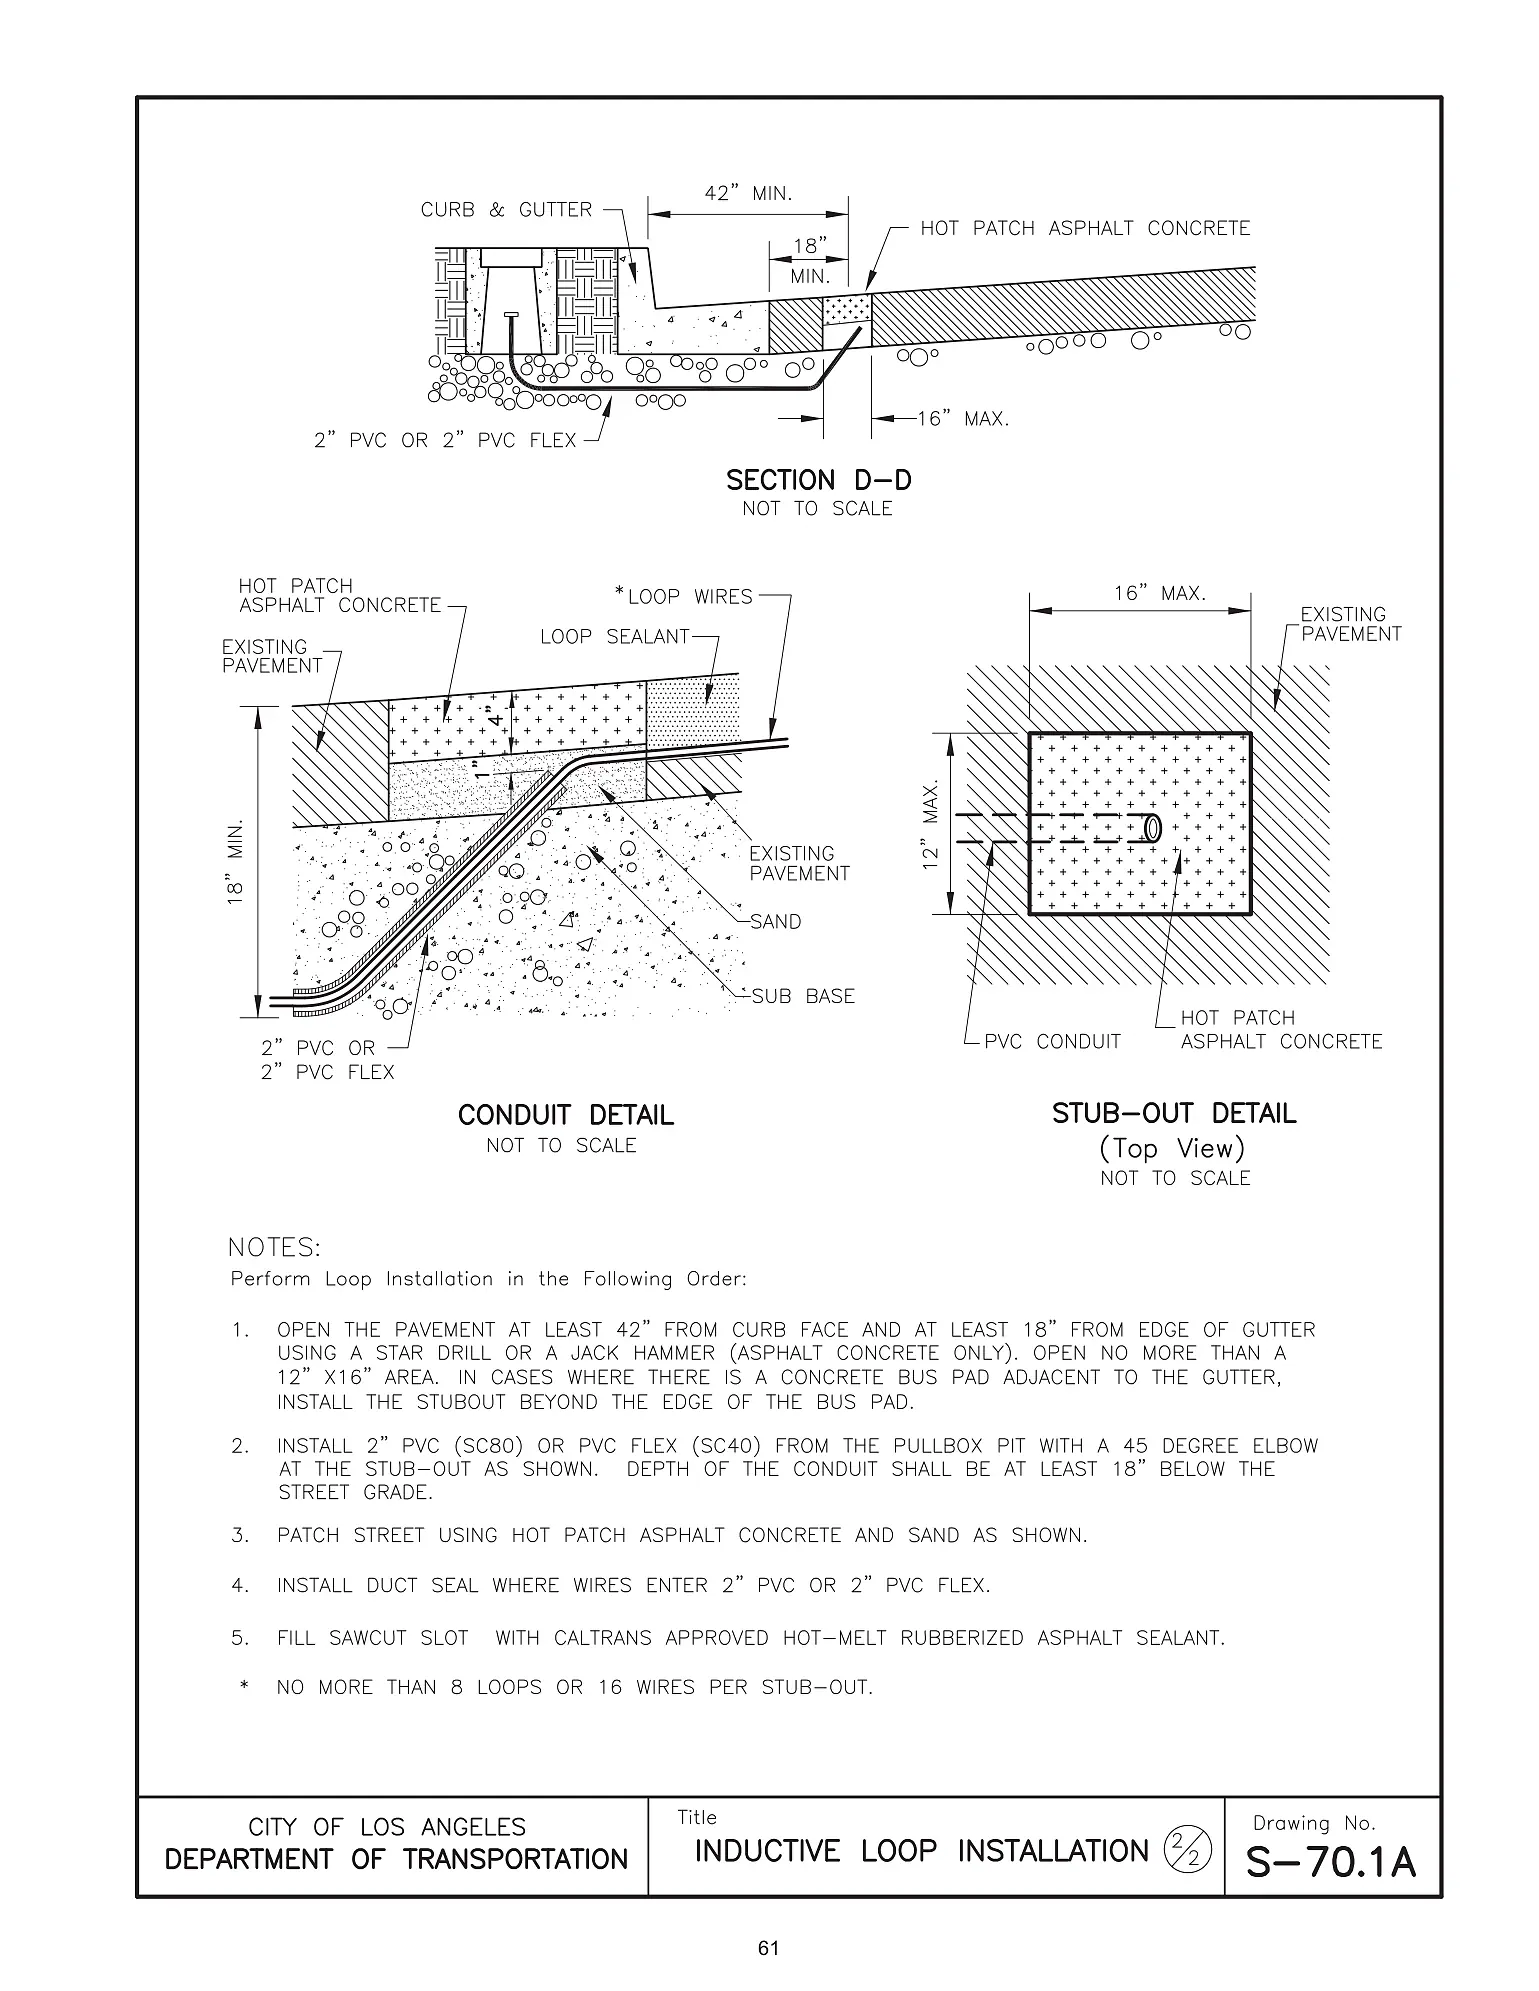 42” MIN.
CURB & GUTTER
HOT PATCH ASPHALT CONCRETE
18”
MIN.
16” MAX.
2” PVC OR 2” PVC FLEX
SECTION D–D
NOT TO SCALE
HOT PATCH
ASPHALT CONCRETE
*LOOP WIRES
LOOP SEALANT
EXISTING
PAVEMENT
4”
1”
18” MIN.
EXISTING
PAVEMENT
SAND
SUB BASE
2” PVC OR
2” PVC FLEX
CONDUIT DETAIL
NOT TO SCALE
16” MAX.
EXISTING
PAVEMENT
12” MAX.
PVC CONDUIT
HOT PATCH
ASPHALT CONCRETE
STUB–OUT DETAIL
(Top View)
NOT TO SCALE
NOTES:
Perform Loop Installation in the Following Order:
1. OPEN THE PAVEMENT AT LEAST 42” FROM CURB FACE AND AT LEAST 18” FROM EDGE OF GUTTER
USING A STAR DRILL OR A JACK HAMMER (ASPHALT CONCRETE ONLY). OPEN NO MORE THAN A
12” X16” AREA. IN CASES WHERE THERE IS A CONCRETE BUS PAD ADJACENT TO THE GUTTER,
INSTALL THE STUBOUT BEYOND THE EDGE OF THE BUS PAD.
2. INSTALL 2” PVC (SC80) OR PVC FLEX (SC40) FROM THE PULLBOX PIT WITH A 45 DEGREE ELBOW
AT THE STUB–OUT AS SHOWN. DEPTH OF THE CONDUIT SHALL BE AT LEAST 18” BELOW THE
STREET GRADE.
3. PATCH STREET USING HOT PATCH ASPHALT CONCRETE AND SAND AS SHOWN.
4. INSTALL DUCT SEAL WHERE WIRES ENTER 2” PVC OR 2” PVC FLEX.
5. FILL SAWCUT SLOT WITH CALTRANS APPROVED HOT–MELT RUBBERIZED ASPHALT SEALANT.
* NO MORE THAN 8 LOOPS OR 16 WIRES PER STUB–OUT.
CITY OF LOS ANGELES
DEPARTMENT OF TRANSPORTATION
Title
INDUCTIVE LOOP INSTALLATION 2/2
Drawing No.
S–70.1A
61